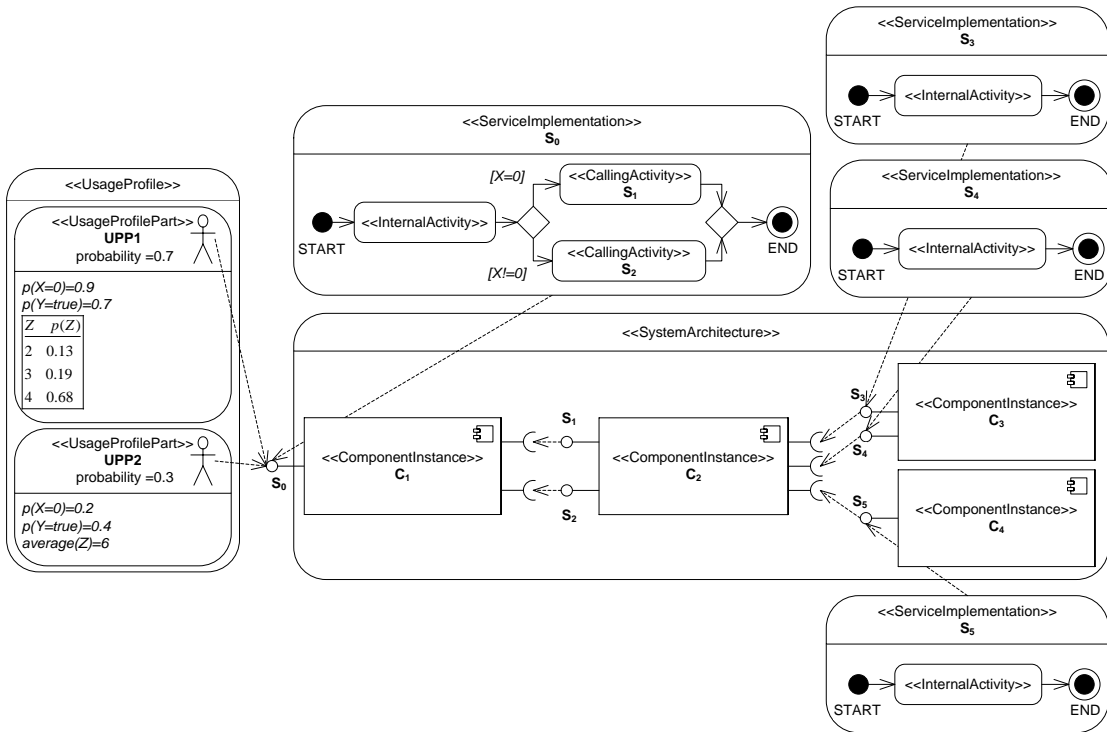 <<UsageProfile>>
<<UsageProfilePart>>
UPP1
probability =0.7
p(X=0)=0.9
p(Y=true)=0.7
Z p(Z)
2 0.13
3 0.19
4 0.68
<<UsageProfilePart>>
UPP2
probability =0.3
p(X=0)=0.2
p(Y=true)=0.4
average(Z)=6
<<ServiceImplementation>>
S₀
START
<<InternalActivity>>
[X=0]
<<CallingActivity>>
S₁
[X!=0]
<<CallingActivity>>
S₂
END
<<ServiceImplementation>>
S₃
START
<<InternalActivity>>
END
<<ServiceImplementation>>
S₄
START
<<InternalActivity>>
END
<<SystemArchitecture>>
S₀
<<ComponentInstance>>
C₁
S₁
S₂
<<ComponentInstance>>
C₂
S₃
S₄
S₅
<<ComponentInstance>>
C₃
<<ComponentInstance>>
C₄
<<ServiceImplementation>>
S₅
START
<<InternalActivity>>
END